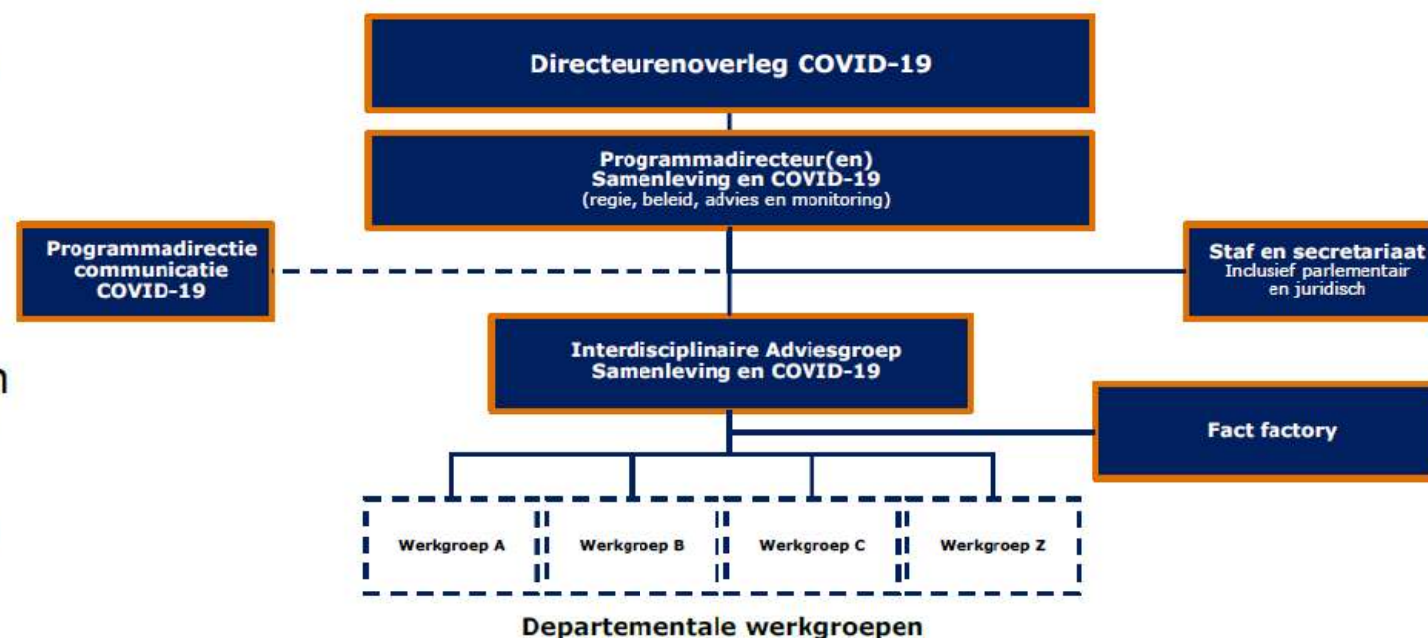 Directeurenoverleg COVID-19
Programmadirecteur(en)
Samenleving en COVID-19
(regie, beleid, advies en monitoring)
Programmadirectie
communicatie
COVID-19
Staf en secretariaat
Inclusief parlementair
en juridisch
Interdisciplinaire Adviesgroep
Samenleving en COVID-19
n
Fact factory
Werkgroep A
Werkgroep B
Werkgroep C
Werkgroep Z
Departementale werkgroepen